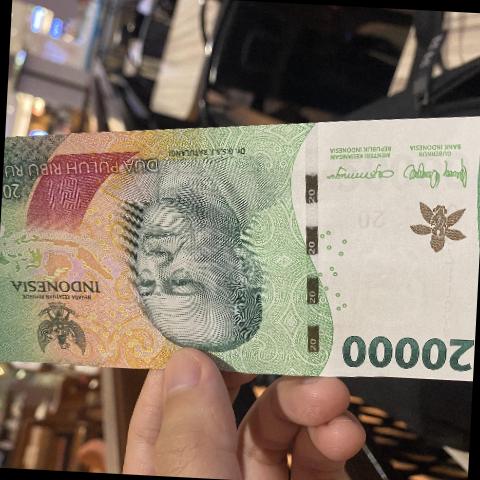 20000
NEGARA KESATUAN REPUBLIK
INDONESIA
20
20
20
20
DUA PULUH RIBU RU
20
Dr. G.S.S.J. RATULANGI
GUBERNUR
BANK INDONESIA
MENTERI KEUANGAN
REPUBLIK INDONESIA